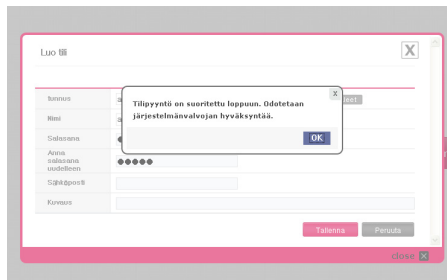 Luo tili
X
tunnus
Tilipyyntö on suoritettu loppuun. Odotetaan
järjestelmänvalvojan hyväksyntää.
x
OK
Nimi
Salasana
Anna
salasana
uudelleen
Sähköposti
Kuvaus
Tallenna
Peruuta
close X